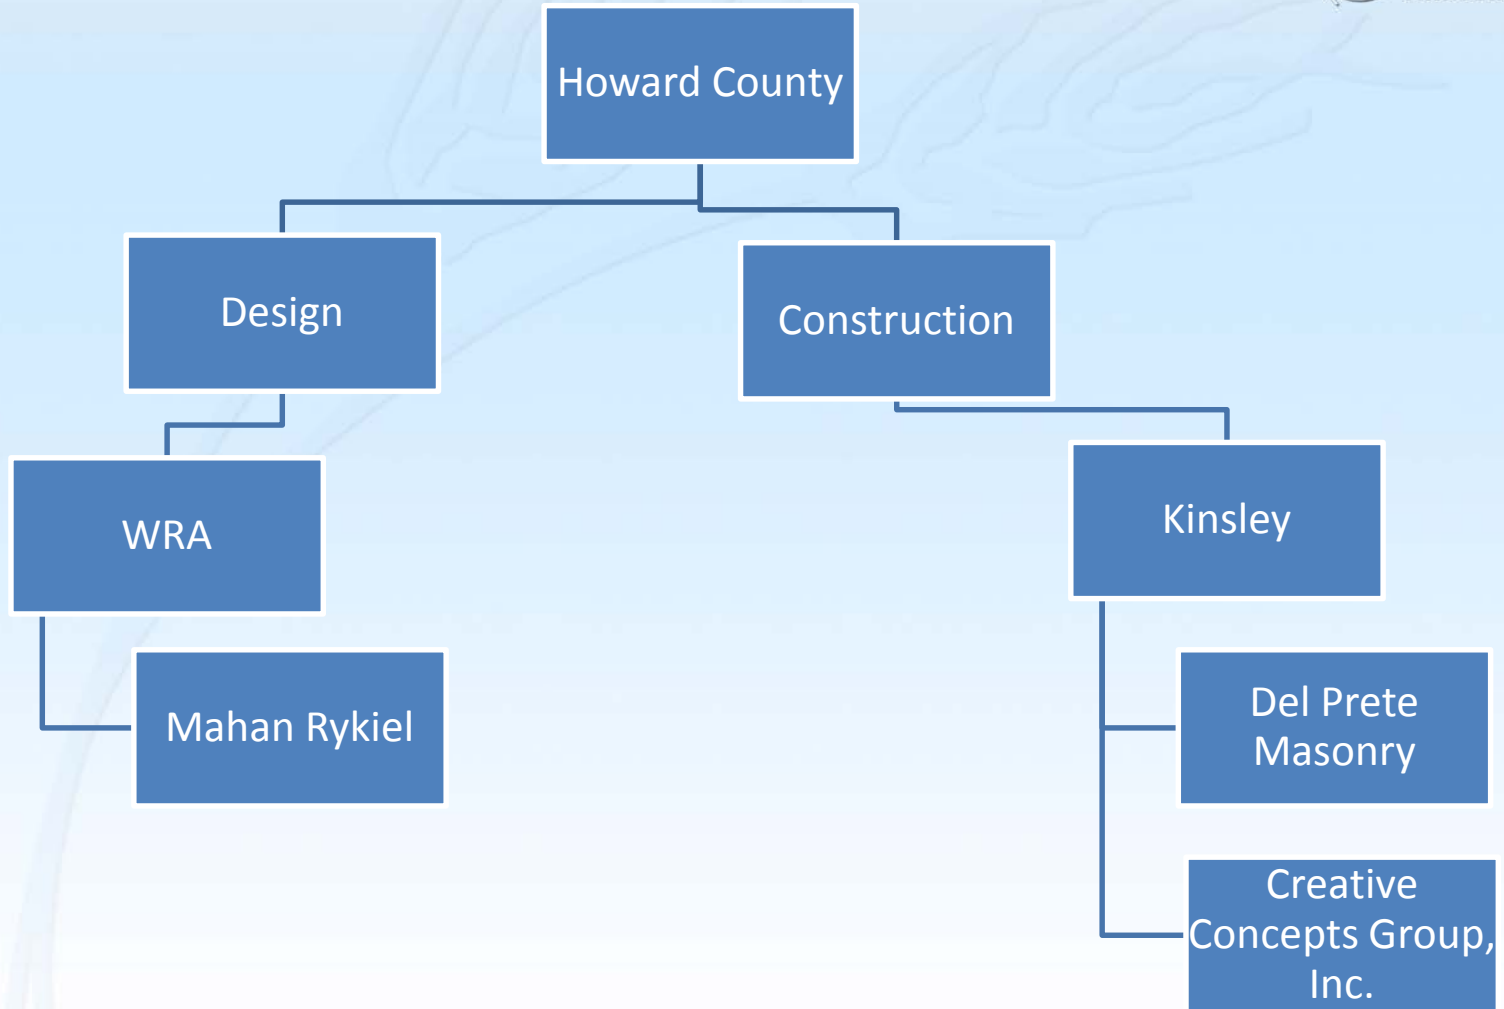 Howard County
Design
Construction
WRA
Kinsley
Mahan Rykiel
Del Prete
Masonry
Creative
Concepts Group,
Inc.